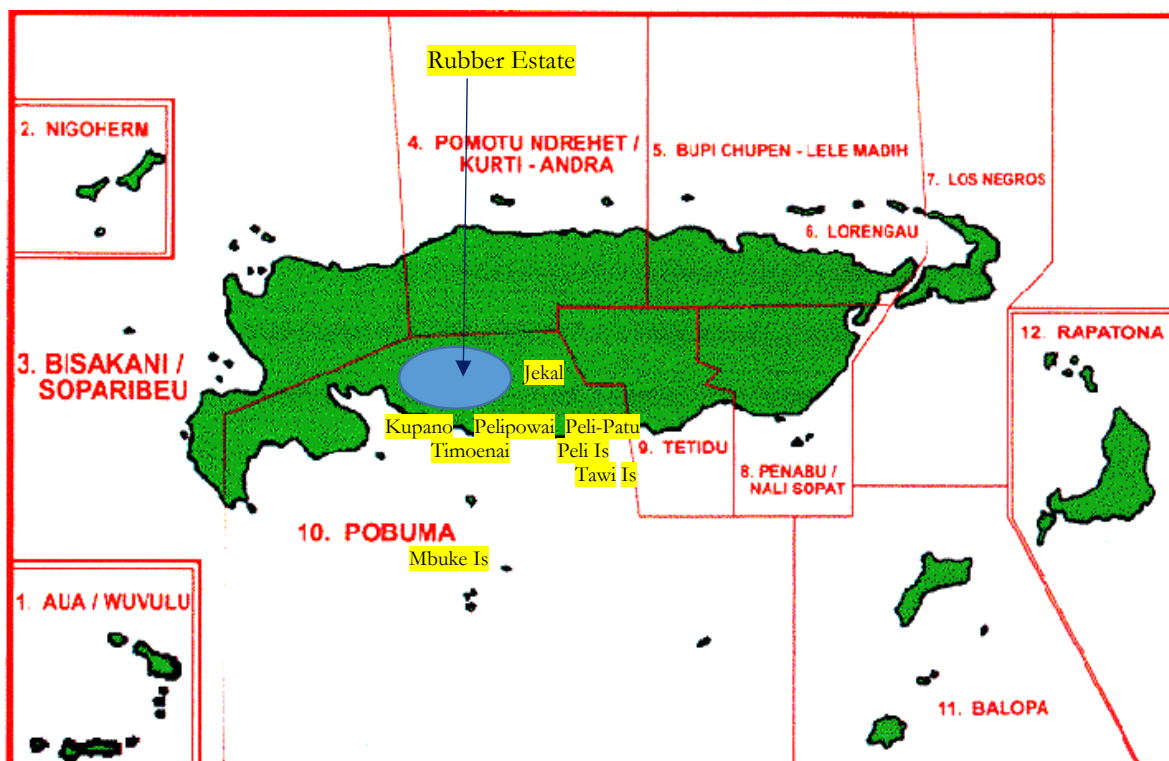 Rubber Estate
2. NIGOHERM
4. POMOTU NDREHET /
KURTI - ANDRA
5. BUPI CHUPEN - LELE MADIH
7. LOS NEGROS
6. LORENGAU
3. BISAKANI /
SOPARIBEU
12. RAPATONA
Jekal
Kupano Pelipowai Peli-Patu
Timoenai Peli Is
Tawi Is
9. TETIDU
8. PENABU /
NALI SOPAT
10. POBUMA
Mbuke Is
1. AUA / WUVULU
11. BALOPA